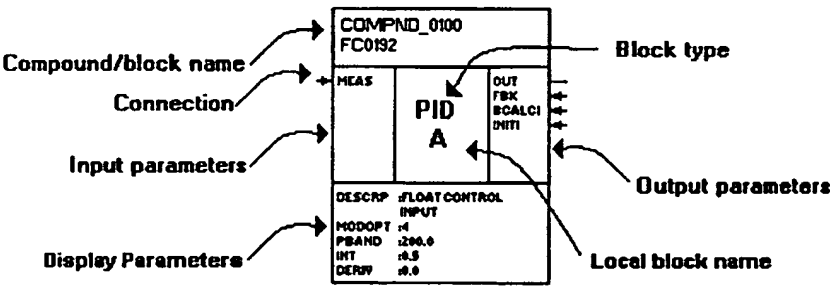 COMPND_0100
FC0192
Compound/block name
Block type
Connection
MEAS
PID
A
OUT
FBK
BCALCI
INITI
Input parameters
Output parameters
DESCRP :FLOAT CONTROL
INPUT
MODOPT :4
PBAND :200.0
INT :0.5
DERIV :0.0
Display Parameters
Local block name